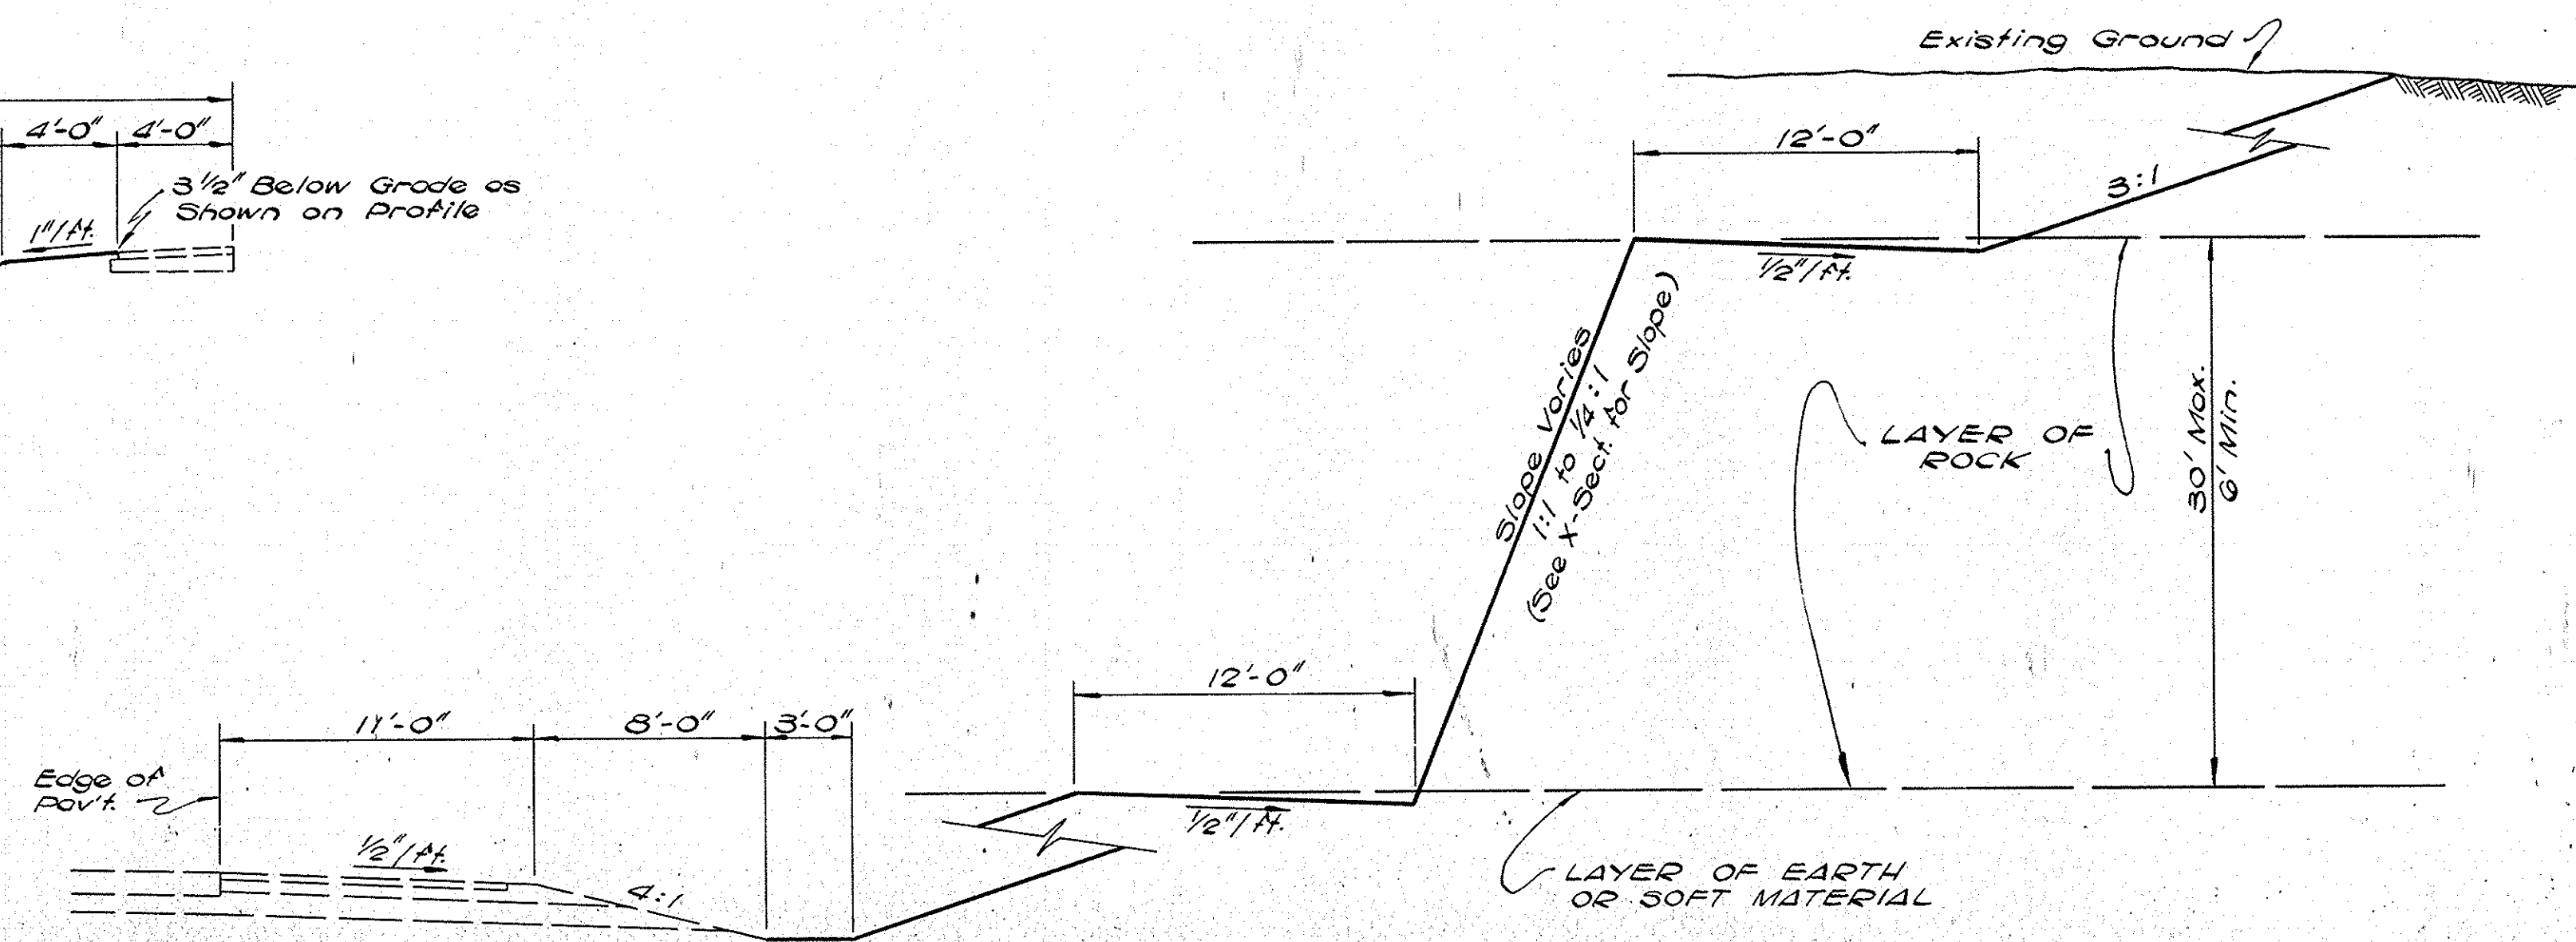 Existing Ground
4'-0" 4'-0"
3 1/2" Below Grade as
Shown on Profile
1"/ft.
12'-0"
3:1
1/2"/ft.
Slope Varies
1:1 to 1/4:1
(See X-Sect. for Slope)
LAYER OF
ROCK
30' Max.
6' Min.
12'-0"
1/2"/ft.
11'-0" 8'-0" 3'-0"
Edge of
Pav't.
1/2"/ft.
4:1
LAYER OF EARTH
OR SOFT MATERIAL